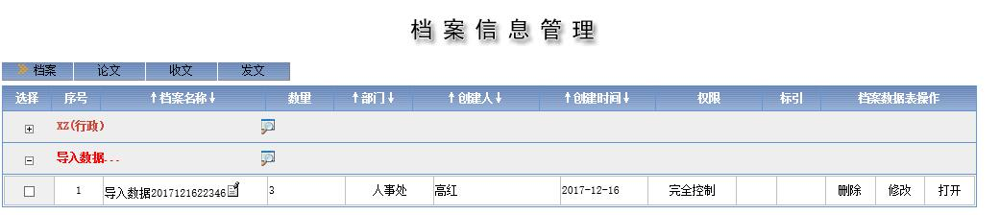 档案信息管理
档案 论文 收文 发文
选择 序号 ↑档案名称↓ 数量 ↑部门↓ ↑创建人↓ ↑创建时间↓ 权限 标引 档案数据表操作
XZ(行政)
导入数据...
1 导入数据2017121622346 3 人事处 高红 2017-12-16 完全控制 删除 修改 打开